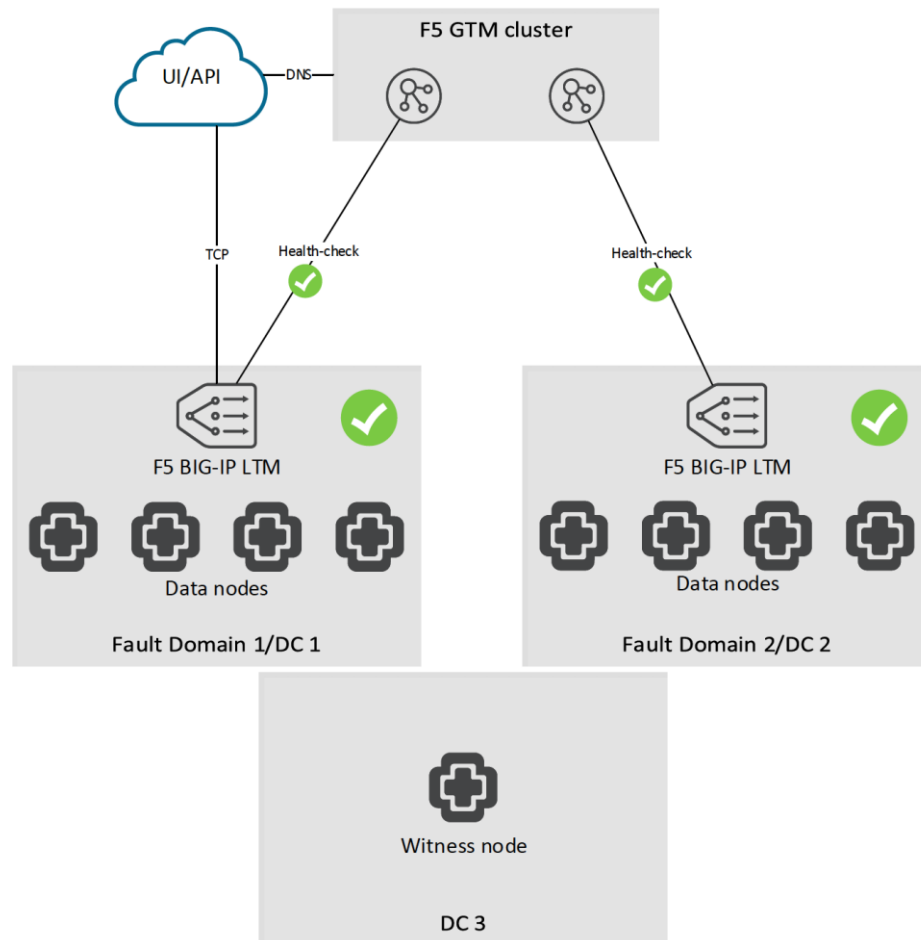 F5 GTM cluster
UI/API
DNS
TCP
Health-check
Health-check
F5 BIG-IP LTM
F5 BIG-IP LTM
Data nodes
Data nodes
Fault Domain 1/DC 1
Fault Domain 2/DC 2
Witness node
DC 3